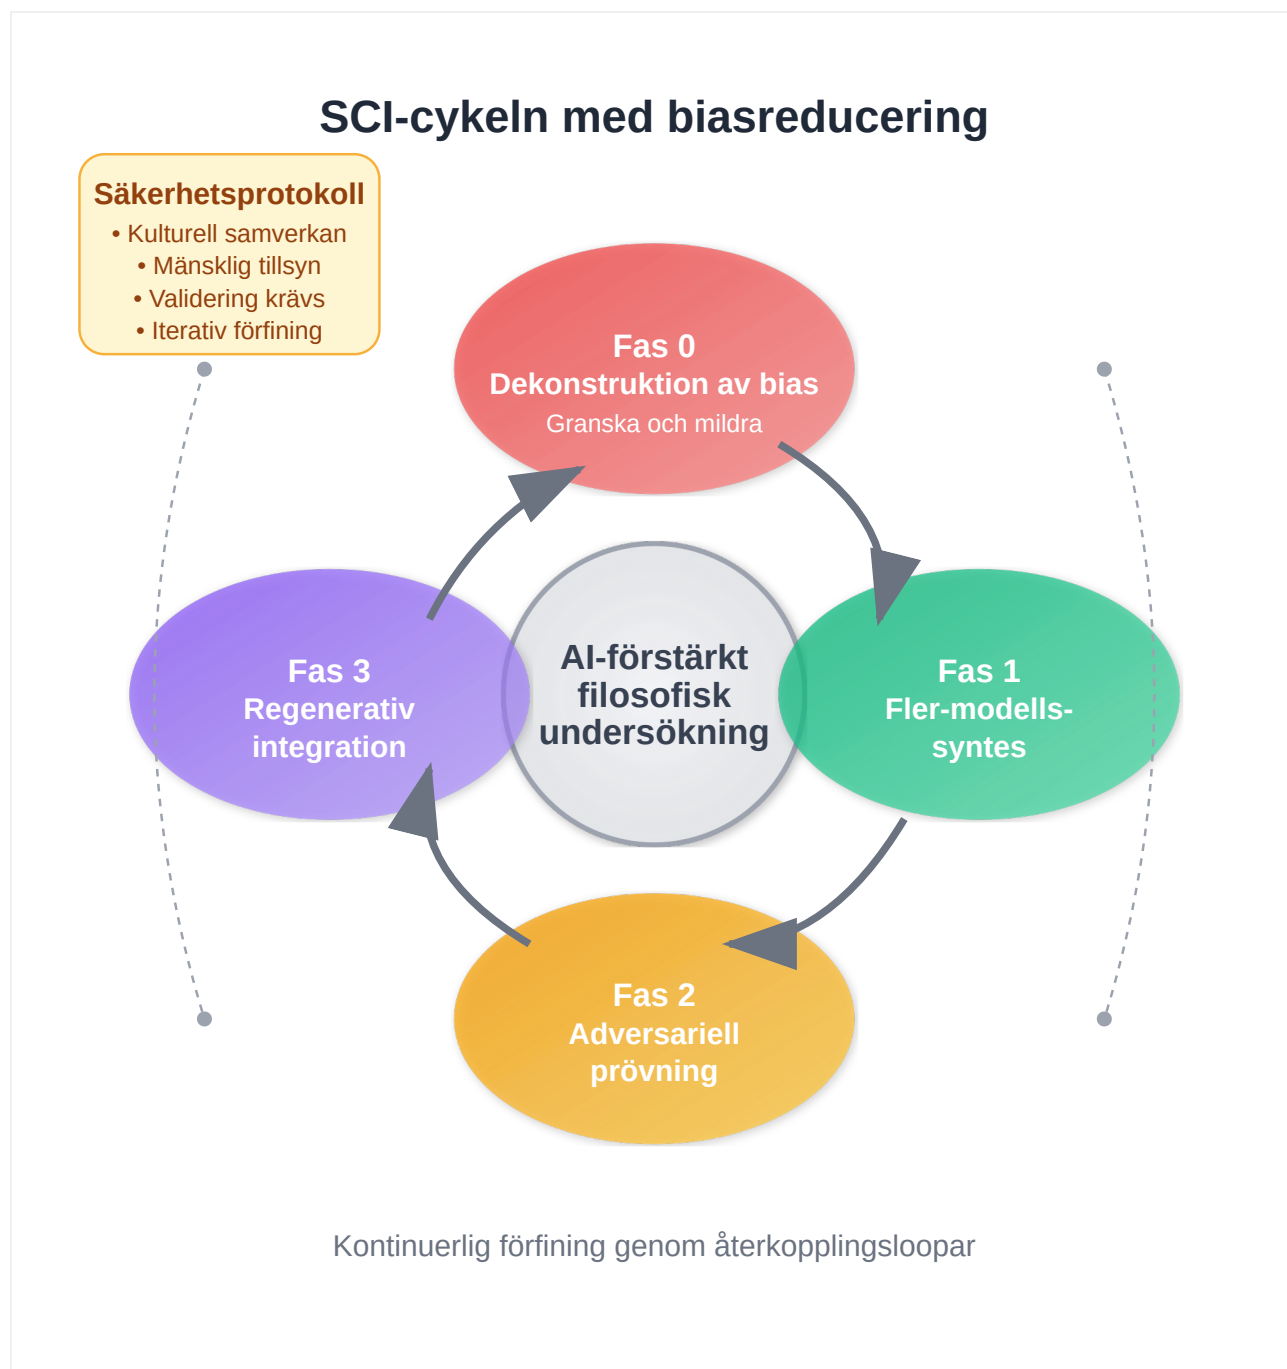 SCI-cykeln med biasreducering
Säkerhetsprotokoll
• Kulturell samverkan
• Mänsklig tillsyn
• Validering krävs
• Iterativ förfining
Fas 0
Dekonstruktion av bias
Granska och mildra
Fas 3
Regenerativ
integration
AI-förstärkt
filosofisk
undersökning
Fas 1
Fler-modells-
syntes
Fas 2
Adversariell
prövning
Kontinuerlig förfining genom återkopplingsloopar